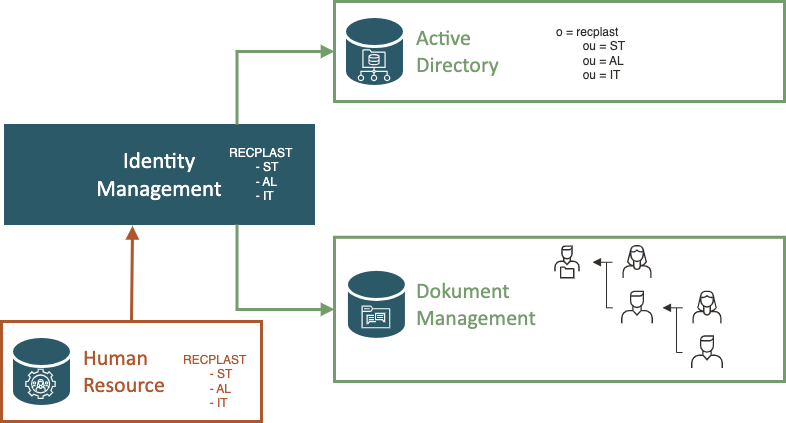 Active
Directory
o = recplast
ou = ST
ou = AL
ou = IT
Identity
Management
RECPLAST
- ST
- AL
- IT
Dokument
Management
Human
Resource
RECPLAST
- ST
- AL
- IT